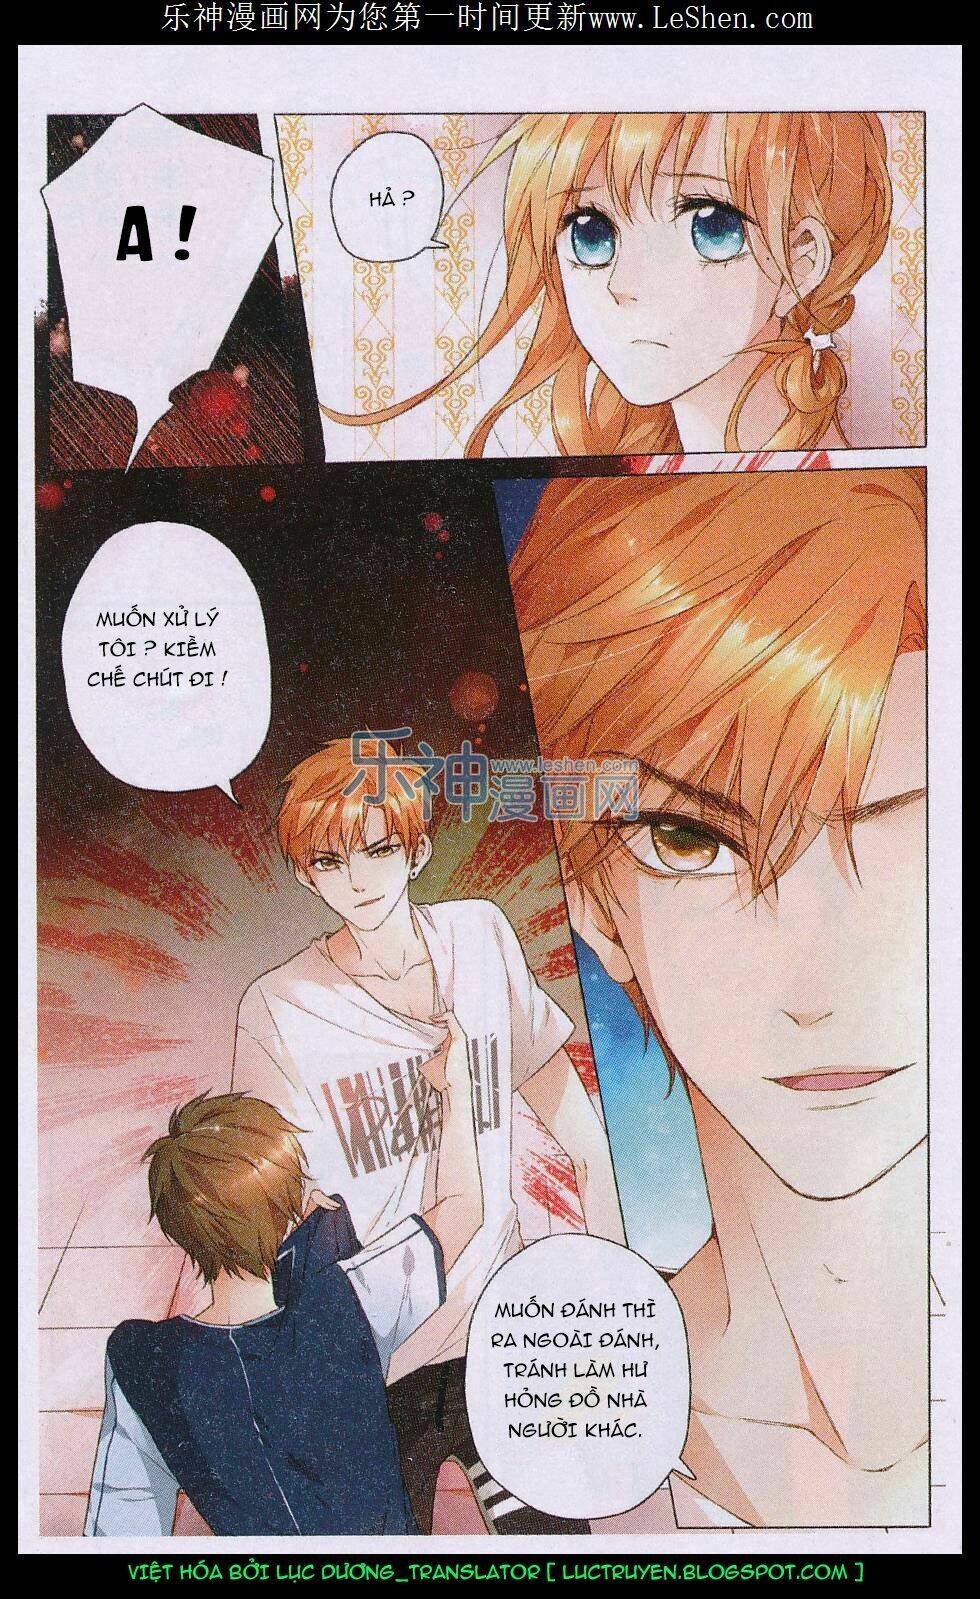 乐神漫画网为您第一时间更新www.LeShen.com
A!
HẢ?
MUỐN XỬ LÝ
TÔI? KIỀM
CHẾ CHÚT ĐI!
乐神漫画网
www.leshen.com
MUỐN ĐÁNH THÌ
RA NGOÀI ĐÁNH,
TRÁNH LÀM HƯ
HỎNG ĐỒ NHÀ
NGƯỜI KHÁC.
VIỆT HÓA BỞI LỤC DƯƠNG_TRANSLATOR [ LUCTRUYEN.BLOGSPOT.COM ]